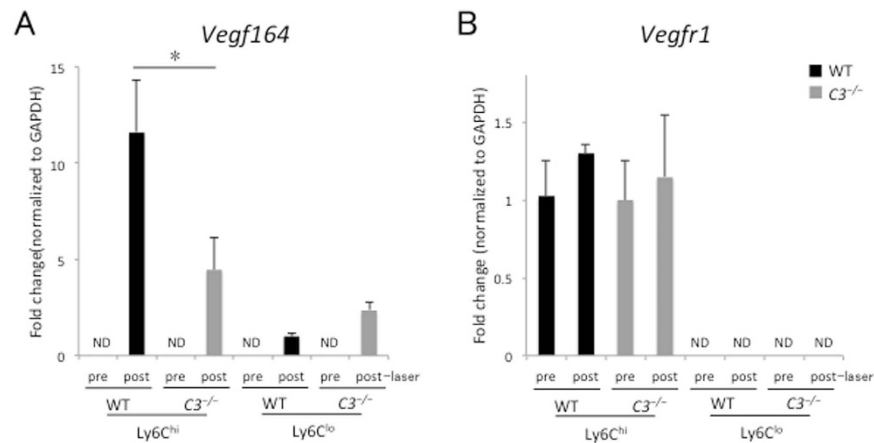 A
Vegf164
*
Fold change(normalized to GAPDH)
15
10
5
0
ND ND ND ND
pre post pre post pre post pre post-laser
WT C3⁻/⁻ WT C3⁻/⁻
Ly6Cʰⁱ Ly6Cˡᵒ
B
Vegfr1
WT
C3⁻/⁻
Fold change (normalized to GAPDH)
1.5
1
0.5
0
ND ND ND ND
pre post pre post pre post pre post-laser
WT C3⁻/⁻ WT C3⁻/⁻
Ly6Cʰⁱ Ly6Cˡᵒ